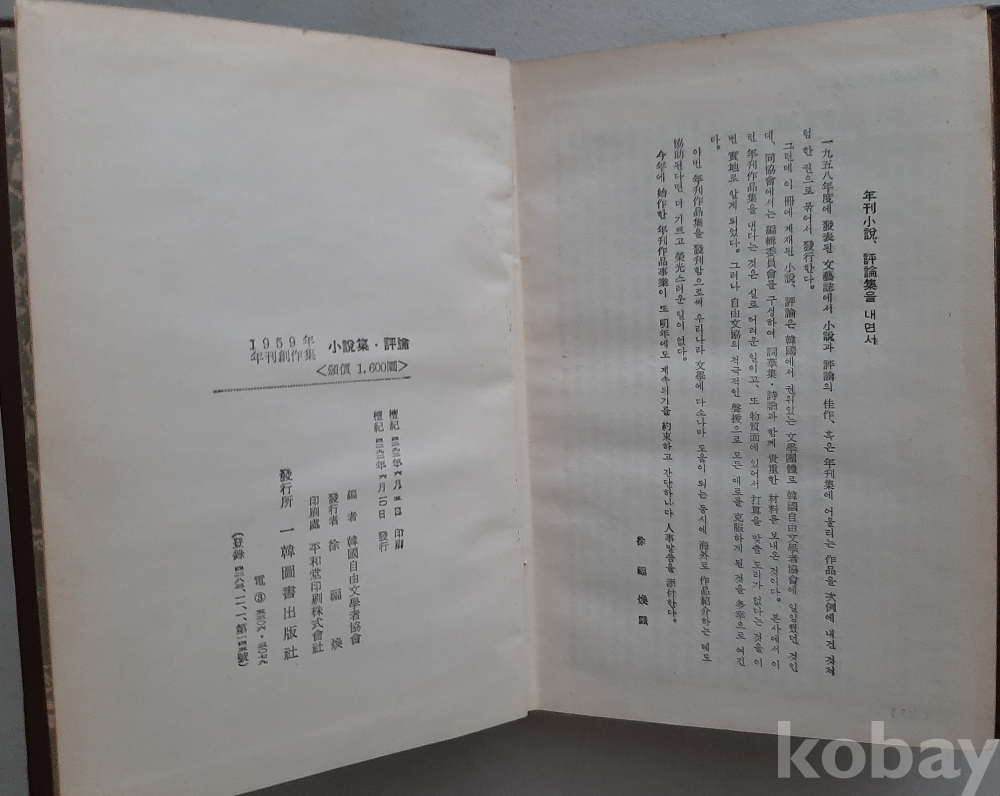 年刊小說、評論集을 내면서
一九五八年度에 發表된 文藝誌에서 小說과 評論의 佳作、혹은 年刊集에 어울리는 作品을 次例에 내건 것처
럼 한 권으로 묶어서 發行한다。
그런데 이 冊에 게재된 小說、評論은 韓國에서 권위있는 文學團體로 韓國自由文學者協會에 일임했던 것인
데、同協會에서는 編輯委員會를 구성하여 詞華集・詩論과 함께 貴重한 材料를 보내온 것이다。본사에서 이
런 年刊作品集을 낸다는 것은 실로 어려운 일이고、또 物質面에 있어서 打算을 맞출 도리가 없다는 것을 이
번 實地로 알게 되었다。그러나 自由文協의 적극적인 聲援으로 모든 애로를 克服하게 된 것을 多幸으로 여긴
다。
이번 年刊作品集을 發刊함으로써 우리나라 文學에 다소나마 도움이 되는 동시에 海外로 作品紹介하는 데도
協助된다면 더 기쁘고 榮光스러운 일이 없다。
今年에 始作한 年刊作品事業이 또 明年에도 계속되기를 約束하고 간단하나마 人事말씀을 添付한다。
徐 福 煥 識
1959年
年刊創作集 小說集・評論
<頒價 1,600圜>
檀紀 四二九二年 六月 五日 印刷
檀紀 四二九二年 六月 一〇日 發行
編者 韓國自由文學者協會
發行者 徐 福 煥
印刷處 平和堂印刷株式會社
發行所 一韓圖書出版社
電 ③
(登錄
kobay